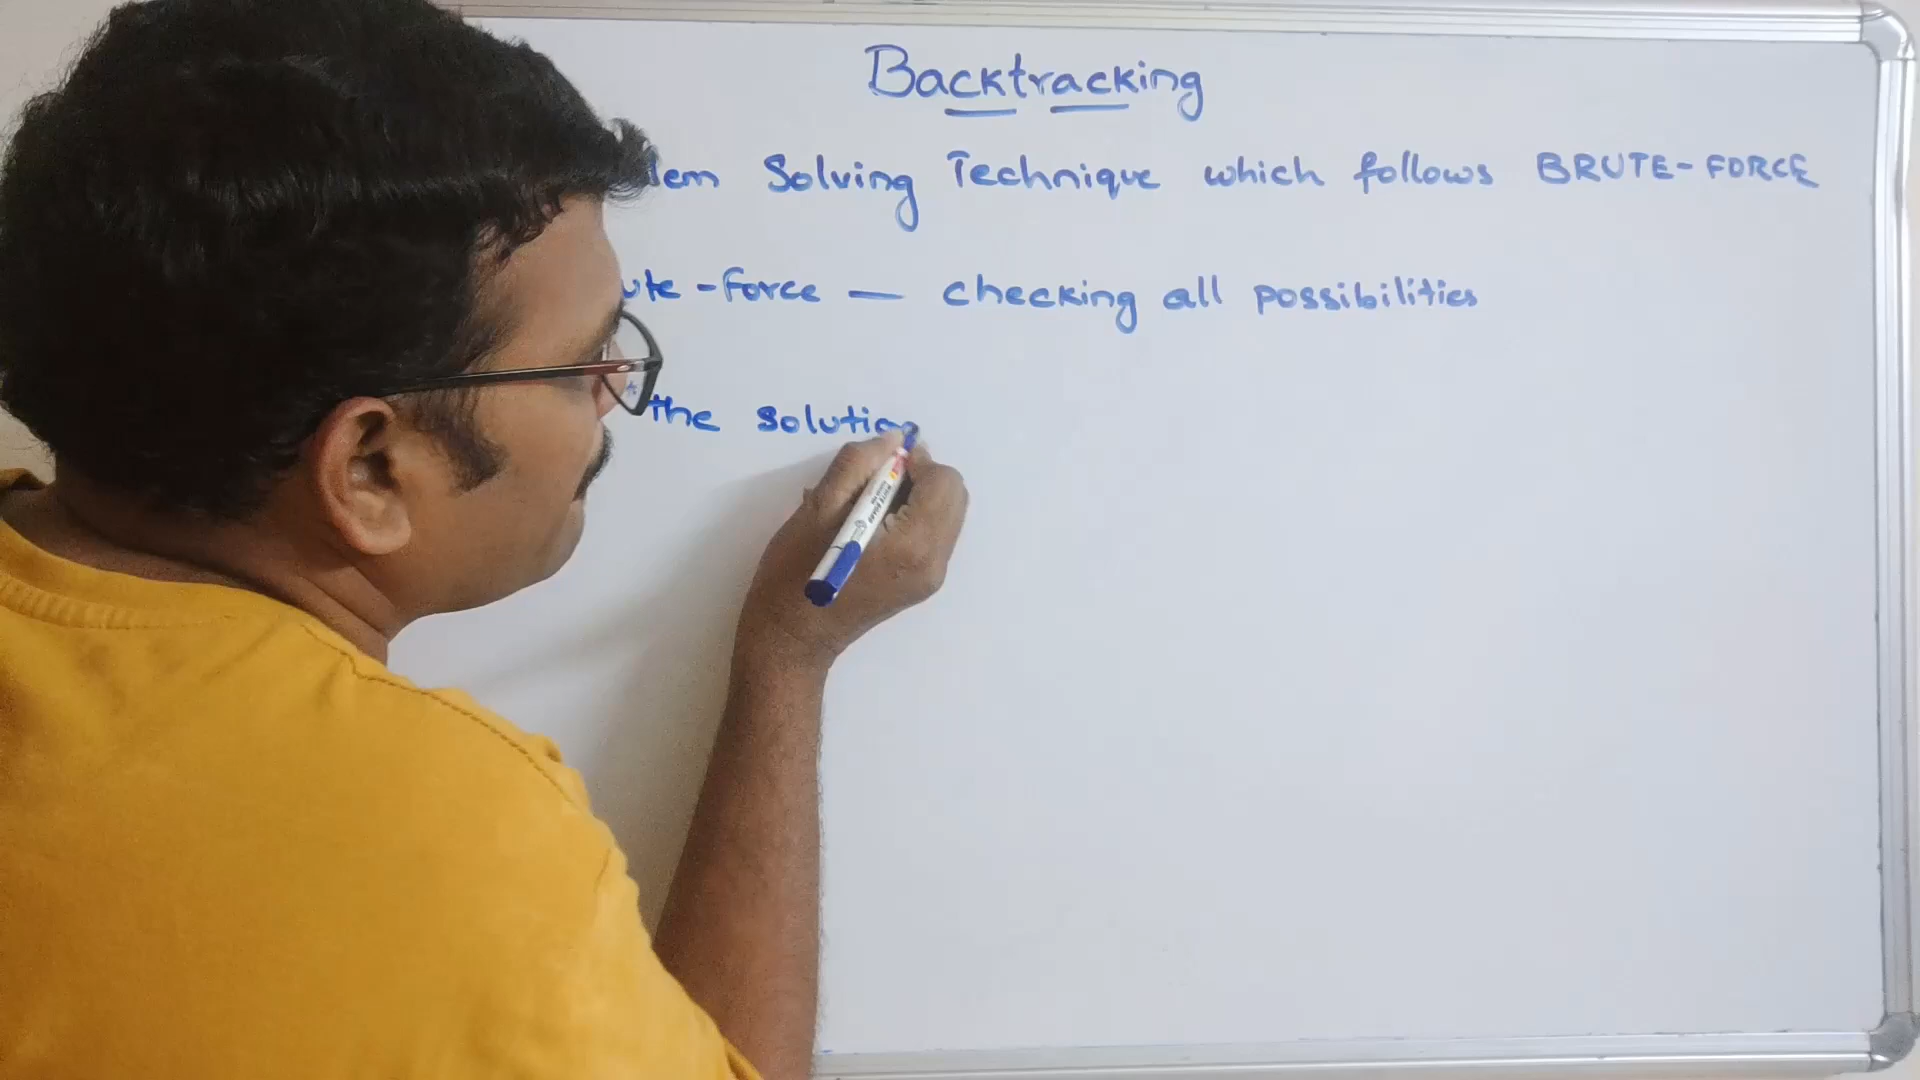 Backtracking
lem Solving Technique which follows BRUTE-FORCE
ute-force — checking all possibilities
the solutio